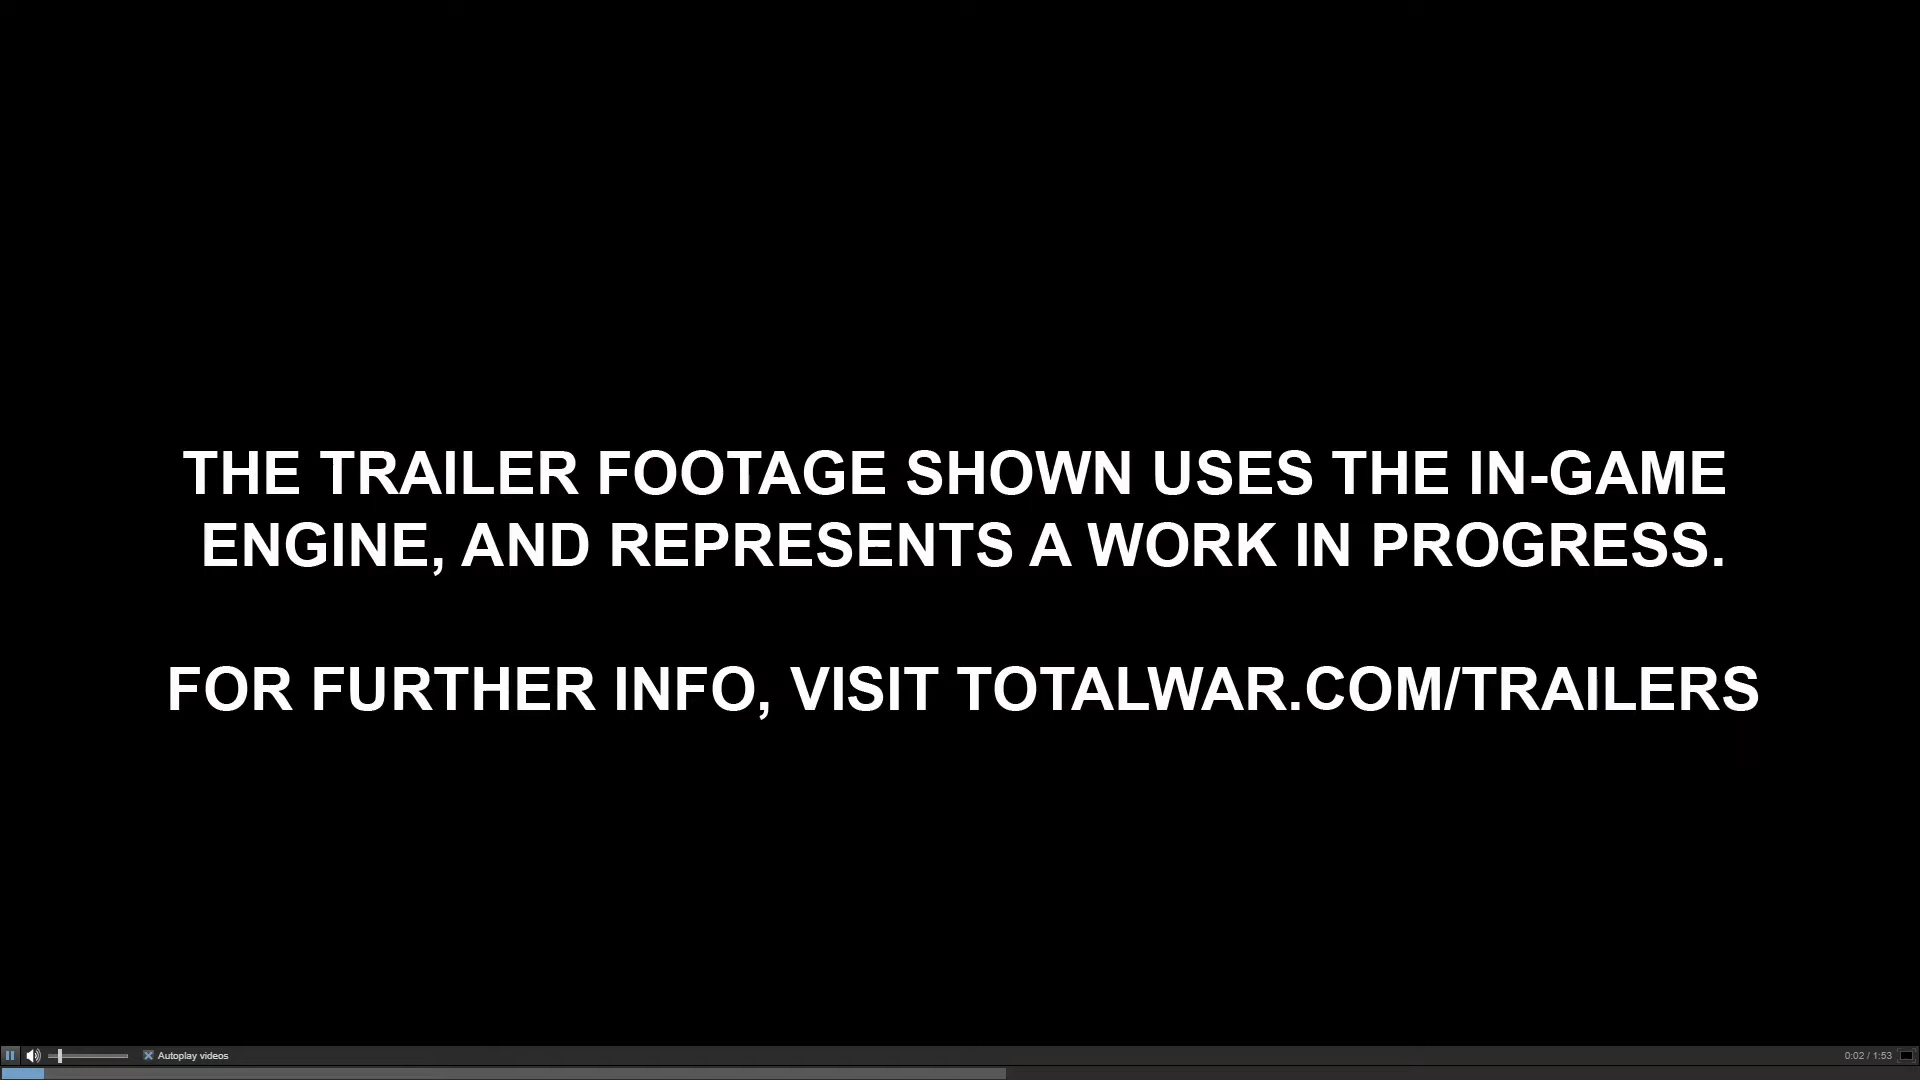 THE TRAILER FOOTAGE SHOWN USES THE IN-GAME
ENGINE, AND REPRESENTS A WORK IN PROGRESS.
FOR FURTHER INFO, VISIT TOTALWAR.COM/TRAILERS
Autoplay videos
0:02 / 1:53